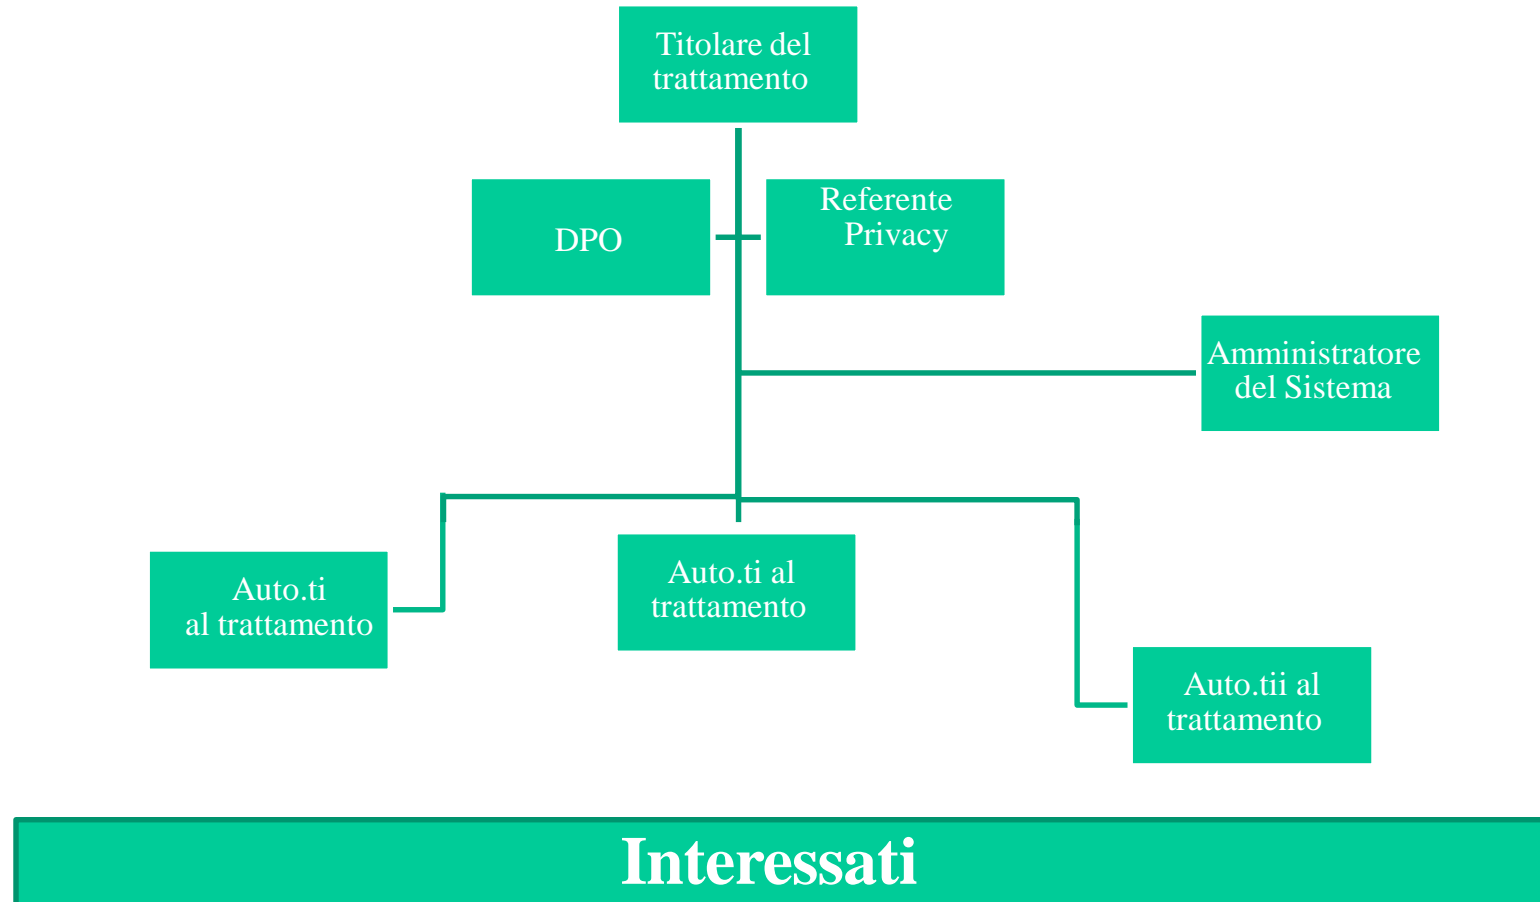 Titolare del
trattamento
DPO
Referente
Privacy
Amministratore
del Sistema
Auto.ti
al trattamento
Auto.ti al
trattamento
Auto.tii al
trattamento
Interessati